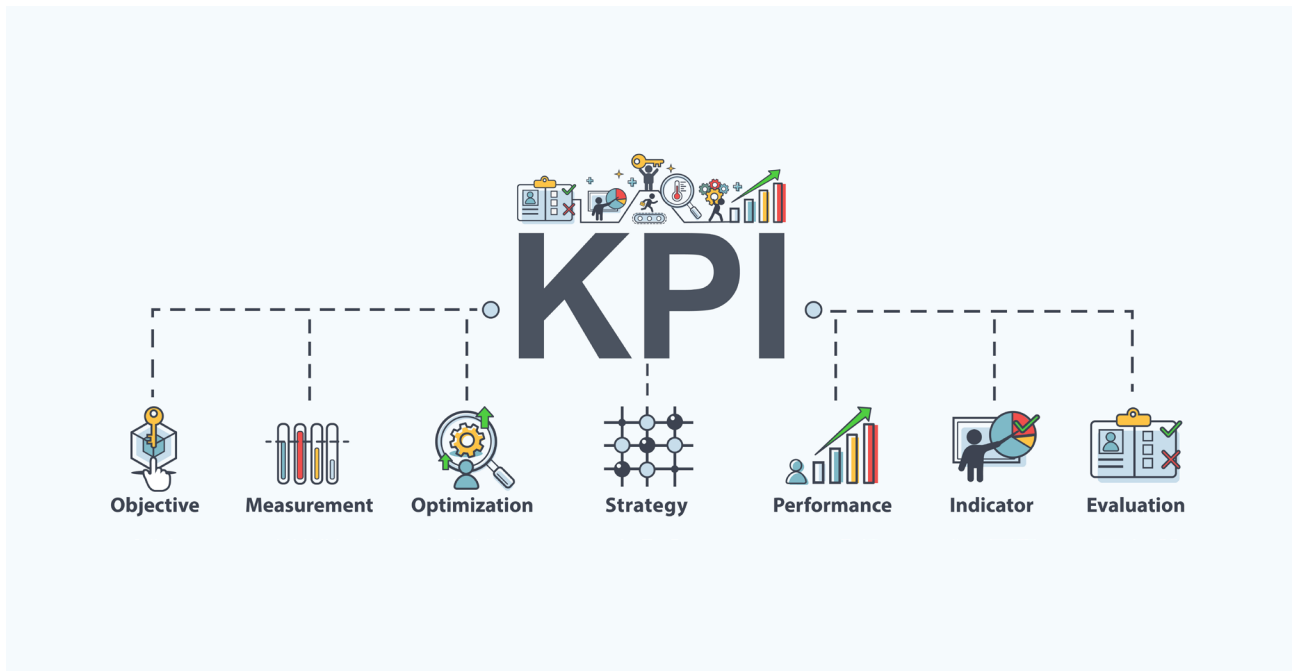 KPI
Objective
Measurement
Optimization
Strategy
Performance
Indicator
Evaluation